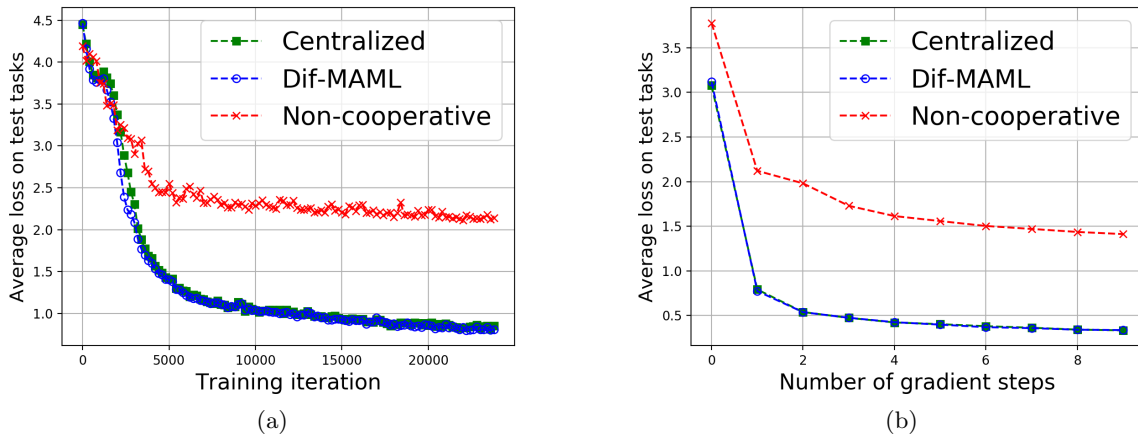 4.5
4.0
3.5
3.0
2.5
2.0
1.5
1.0
0
5000
10000
15000
20000
Average loss on test tasks
Training iteration
Centralized
Dif-MAML
Non-cooperative
(a)
3.5
3.0
2.5
2.0
1.5
1.0
0.5
0
2
4
6
8
Average loss on test tasks
Number of gradient steps
Centralized
Dif-MAML
Non-cooperative
(b)